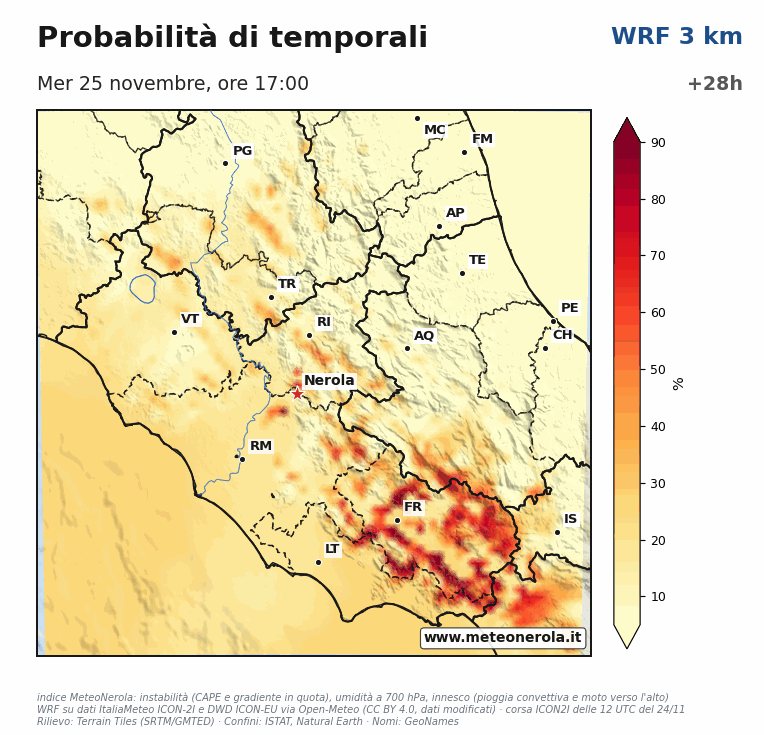 Probabilità di temporali
WRF 3 km
Mer 25 novembre, ore 17:00
+28h
MC
FM
PG
AP
TE
TR
PE
VT
RI
AQ
CH
Nerola
RM
FR
IS
LT
www.meteonerola.it
90
80
70
60
50
40
30
20
10
%
indice MeteoNerola: instabilità (CAPE e gradiente in quota), umidità a 700 hPa, innesco (pioggia convettiva e moto verso l'alto)
WRF su dati ItaliaMeteo ICON-2I e DWD ICON-EU via Open-Meteo (CC BY 4.0, dati modificati) · corsa ICON2I delle 12 UTC del 24/11
Rilievo: Terrain Tiles (SRTM/GMTED) · Confini: ISTAT, Natural Earth · Nomi: GeoNames